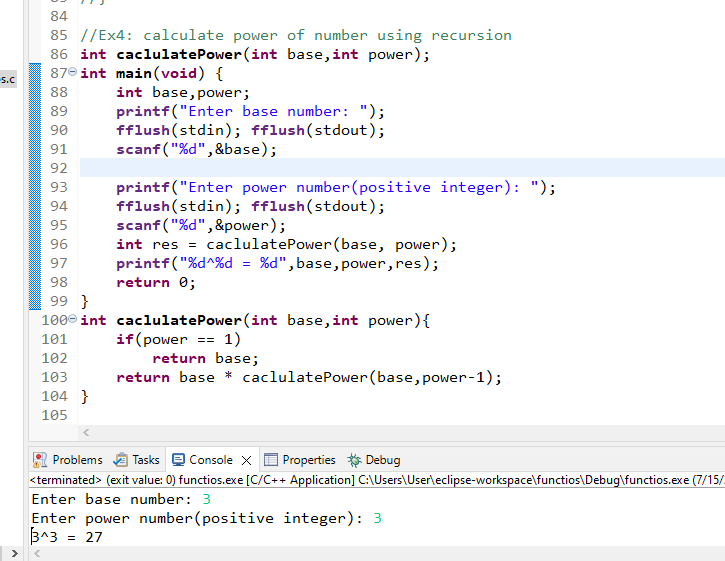 84
85 //Ex4: calculate power of number using recursion
86 int caclulatePower(int base,int power);
87 int main(void) {
88 int base,power;
89 printf("Enter base number: ");
90 fflush(stdin); fflush(stdout);
91 scanf("%d",&base);
92
93 printf("Enter power number(positive integer): ");
94 fflush(stdin); fflush(stdout);
95 scanf("%d",&power);
96 int res = caclulatePower(base, power);
97 printf("%d^%d = %d",base,power,res);
98 return 0;
99 }
100 int caclulatePower(int base,int power){
101 if(power == 1)
102 return base;
103 return base * caclulatePower(base,power-1);
104 }
105
s.c
Problems Tasks Console Properties Debug
<terminated> (exit value: 0) functios.exe [C/C++ Application] C:\Users\User\eclipse-workspace\functios\Debug\functios.exe (7/15/
Enter base number: 3
Enter power number(positive integer): 3
3^3 = 27